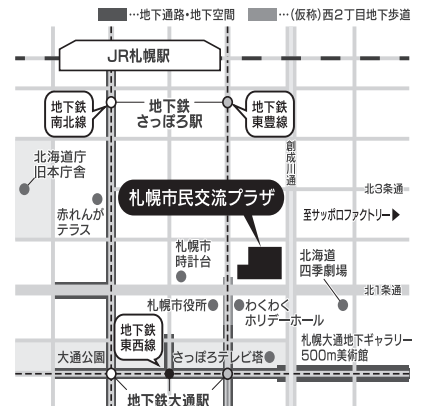 …地下通路・地下空間
…(仮称)西2丁目地下歩道
JR札幌駅
地下鉄
南北線
地下鉄
さっぽろ駅
地下鉄
東豊線
創成川通
北海道庁
旧本庁舎
北3条通
札幌市民交流プラザ
赤れんが
テラス
至サッポロファクトリー▶
札幌市
時計台
北海道
四季劇場
北1条通
札幌市役所
わくわく
ホリデーホール
地下鉄
東西線
大通公園
さっぽろテレビ塔
札幌大通地下ギャラリー
500m美術館
地下鉄大通駅